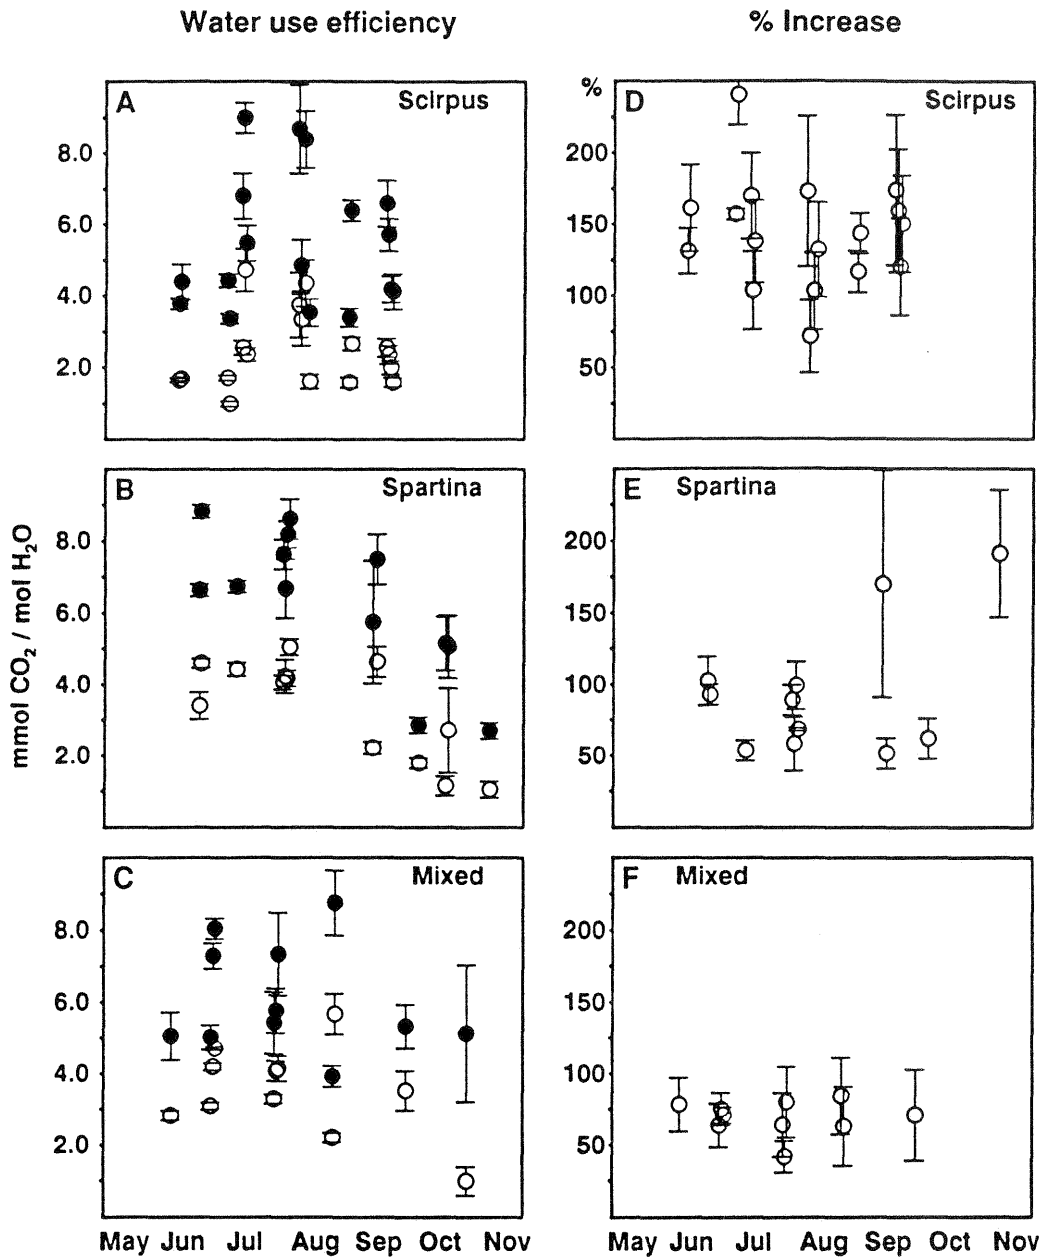 Water use efficiency
% Increase
A
Scirpus
8.0
6.0
4.0
2.0
%
D
Scirpus
200
150
100
50
mmol CO₂ / mol H₂O
B
Spartina
8.0
6.0
4.0
2.0
E
Spartina
200
150
100
50
C
Mixed
8.0
6.0
4.0
2.0
May Jun Jul Aug Sep Oct Nov
F
Mixed
200
150
100
50
May Jun Jul Aug Sep Oct Nov